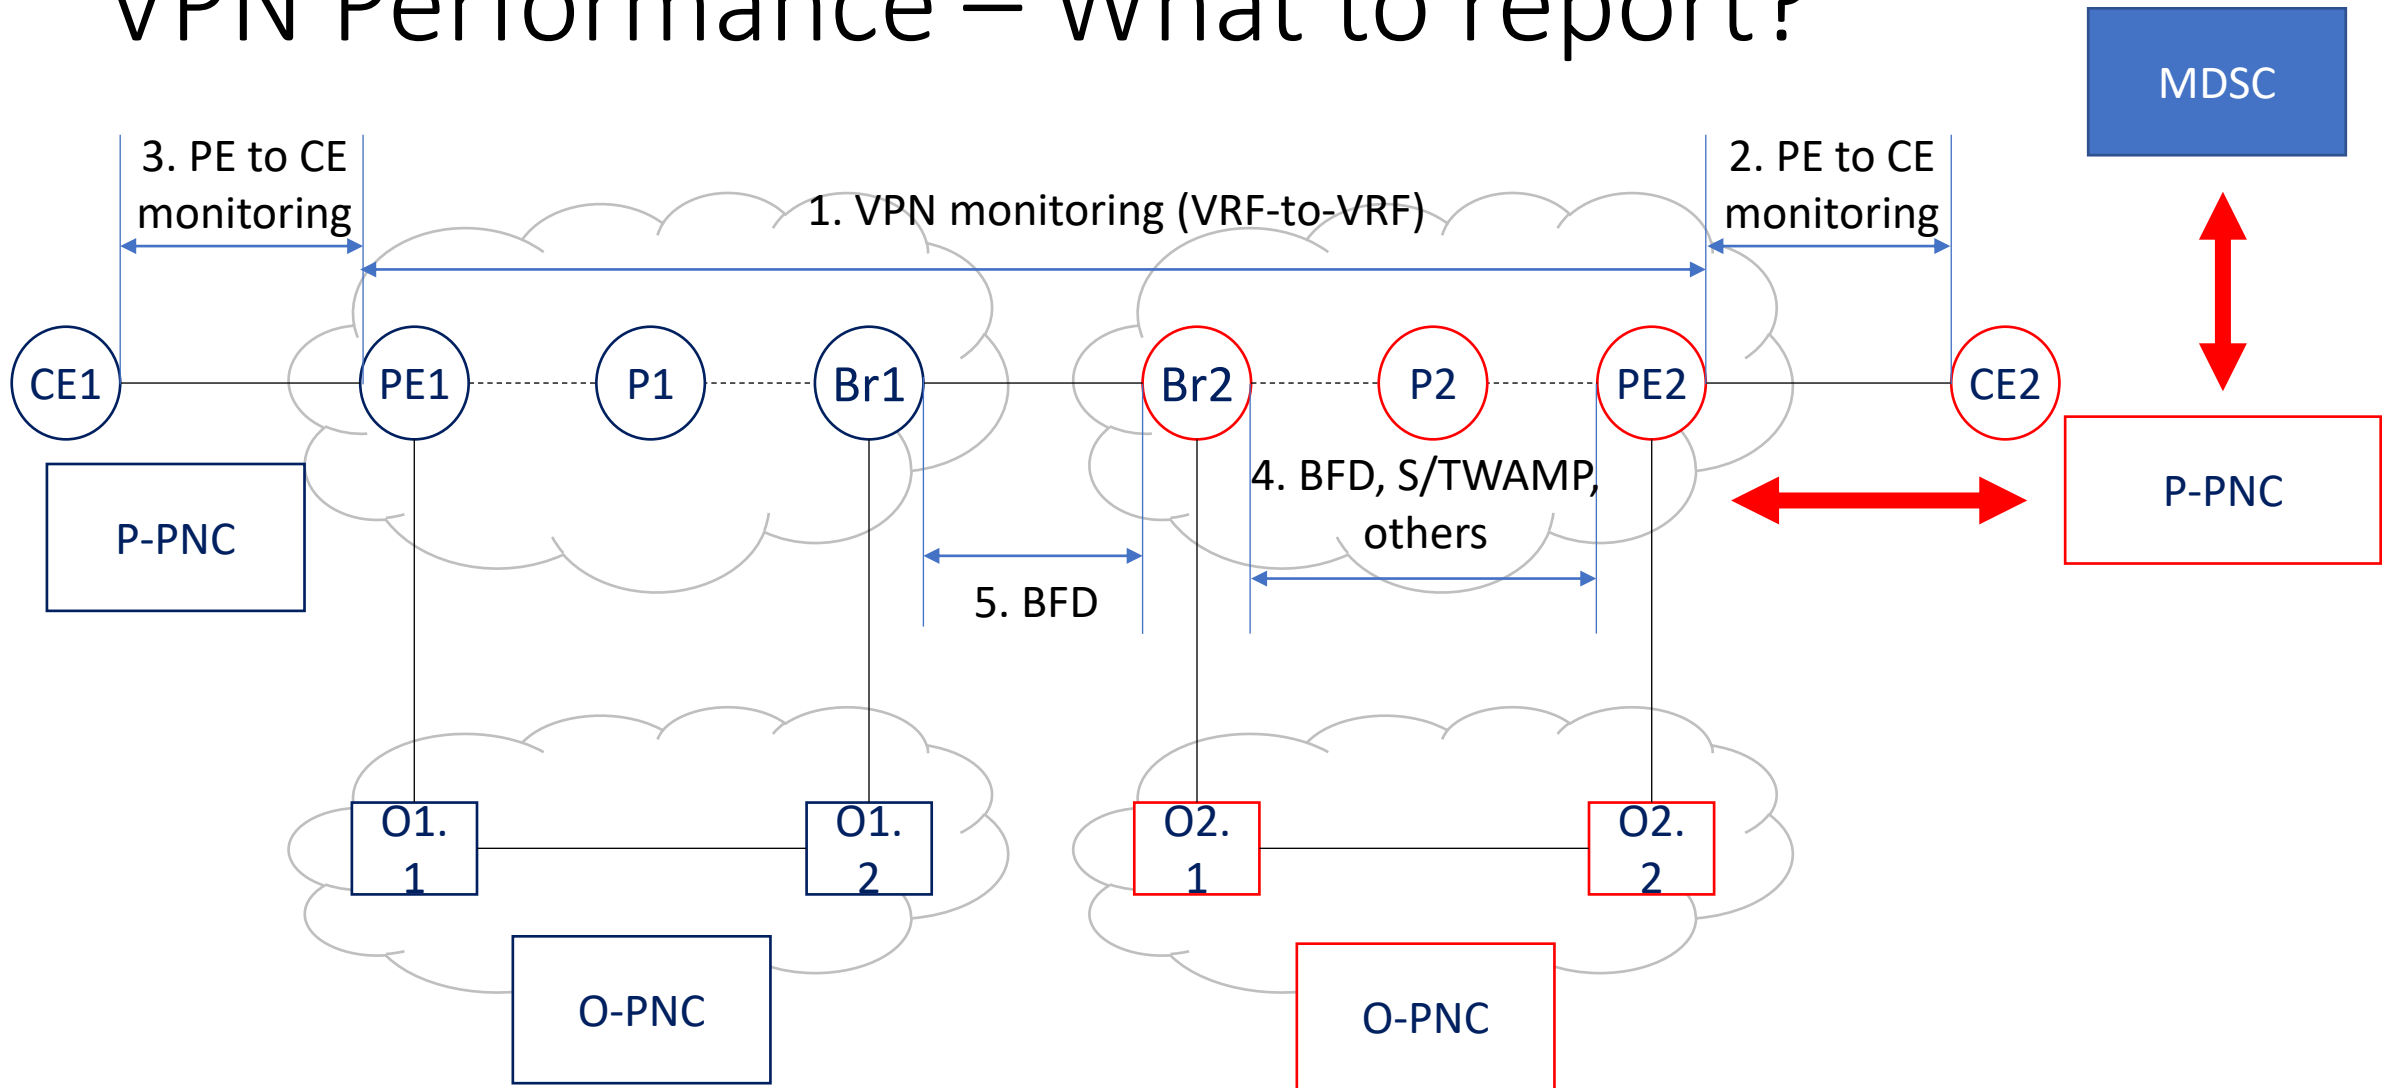 VPN Performance – What to report?
MDSC
3. PE to CE
monitoring
1. VPN monitoring (VRF-to-VRF)
2. PE to CE
monitoring
CE1
PE1
P1
Br1
Br2
P2
PE2
CE2
P-PNC
4. BFD, S/TWAMP,
others
P-PNC
5. BFD
O1.
1
O1.
2
O2.
1
O2.
2
O-PNC
O-PNC